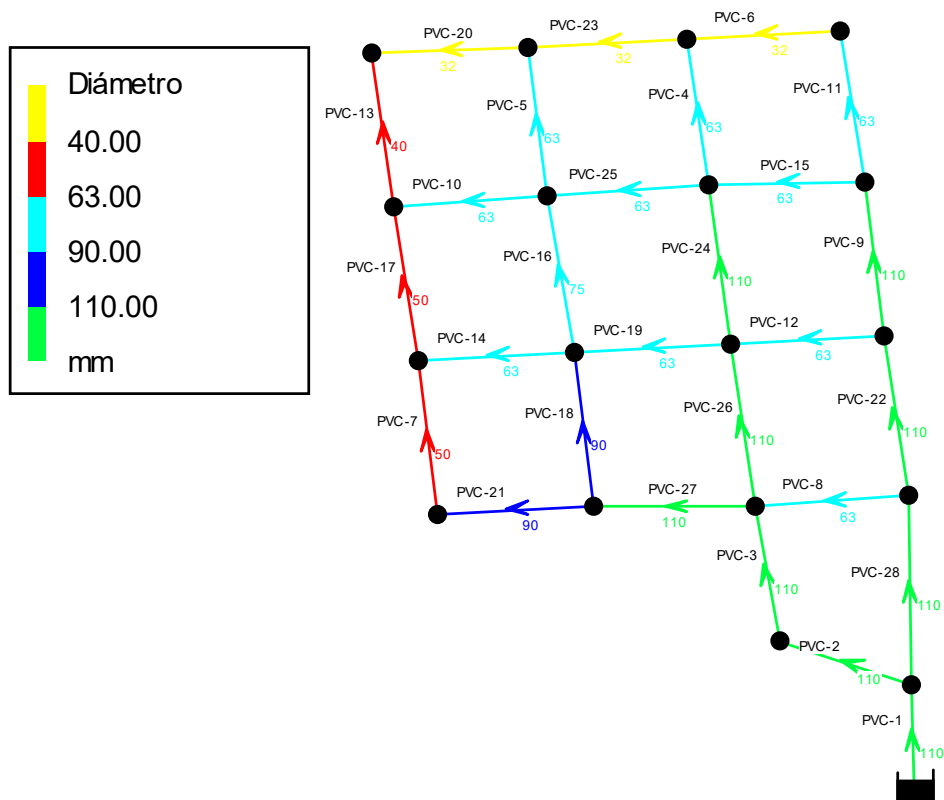 Diámetro
40.00
63.00
90.00
110.00
mm
PVC-20
PVC-23
PVC-6
32
32
32
PVC-13
PVC-5
PVC-4
PVC-11
40
63
63
63
PVC-10
PVC-25
PVC-15
63
63
63
PVC-17
PVC-16
PVC-24
PVC-9
50
75
110
110
PVC-14
PVC-19
PVC-12
63
63
63
PVC-7
PVC-18
PVC-26
PVC-22
50
90
110
110
PVC-21
PVC-27
PVC-8
90
110
63
PVC-3
PVC-28
110
110
PVC-2
110
PVC-1
110